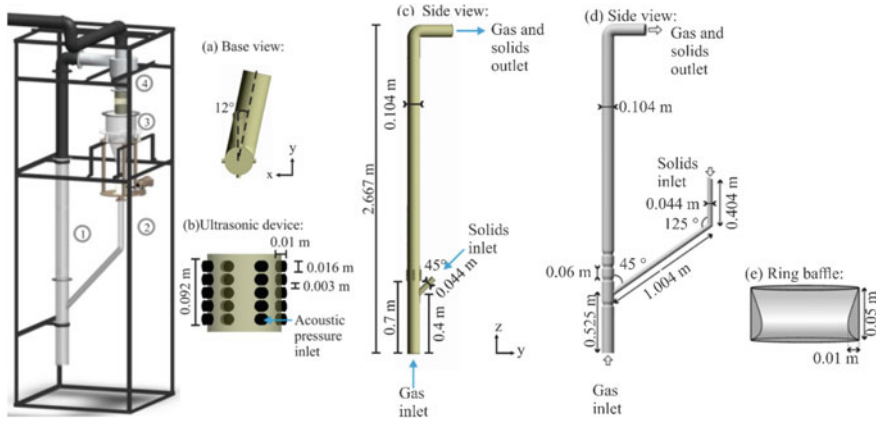 ④
③
①
②
(a) Base view:
12°
y
x
(b)Ultrasonic device:
0.01 m
0.016 m
0.003 m
0.092 m
Acoustic
pressure
inlet
(c) Side view:
Gas and
solids
outlet
0.104 m
2.667 m
Solids
inlet
45°
0.044 m
0.7 m
0.4 m
z
y
Gas
inlet
(d) Side view:
Gas and
solids
outlet
0.104 m
Solids
inlet
0.044 m
0.404 m
125 °
0.06 m
45 °
1.004 m
0.525 m
Gas
inlet
(e) Ring baffle:
0.05 m
0.01 m